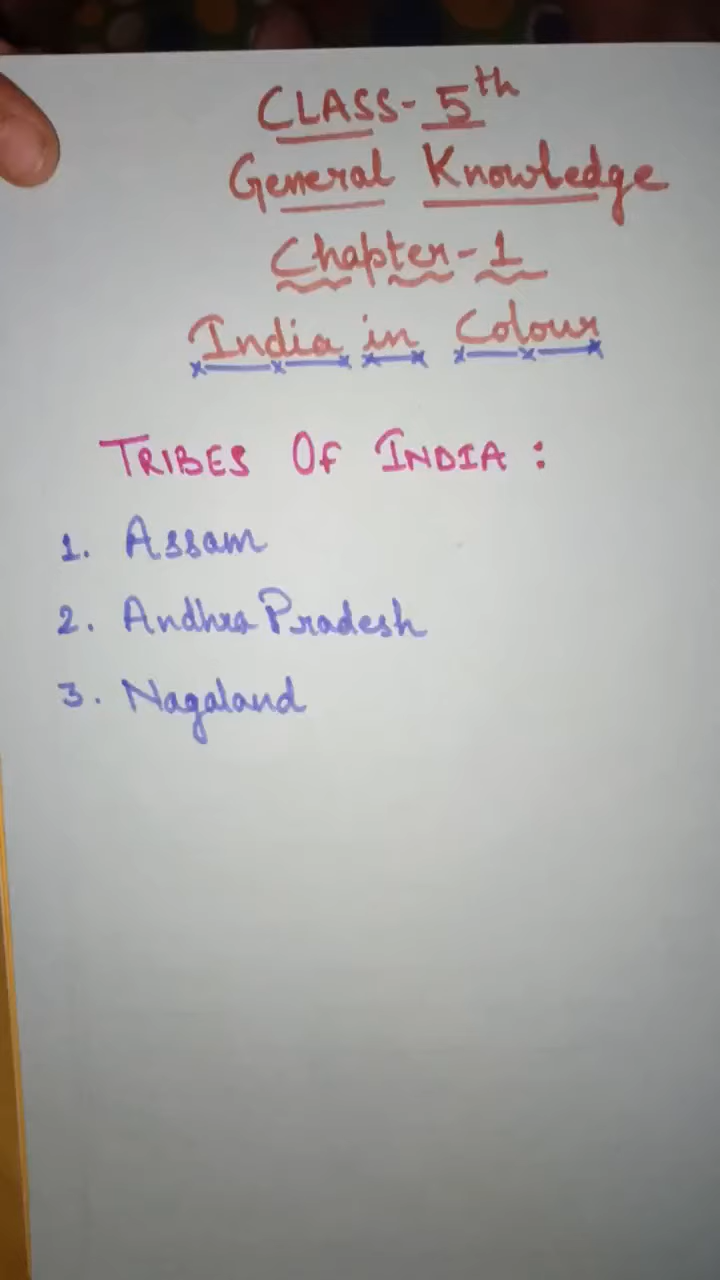 CLASS-5th
General Knowledge
Chapter-1
India in Colour
TRIBES OF INDIA:
1. Assam
2. Andhra Pradesh
3. Nagaland